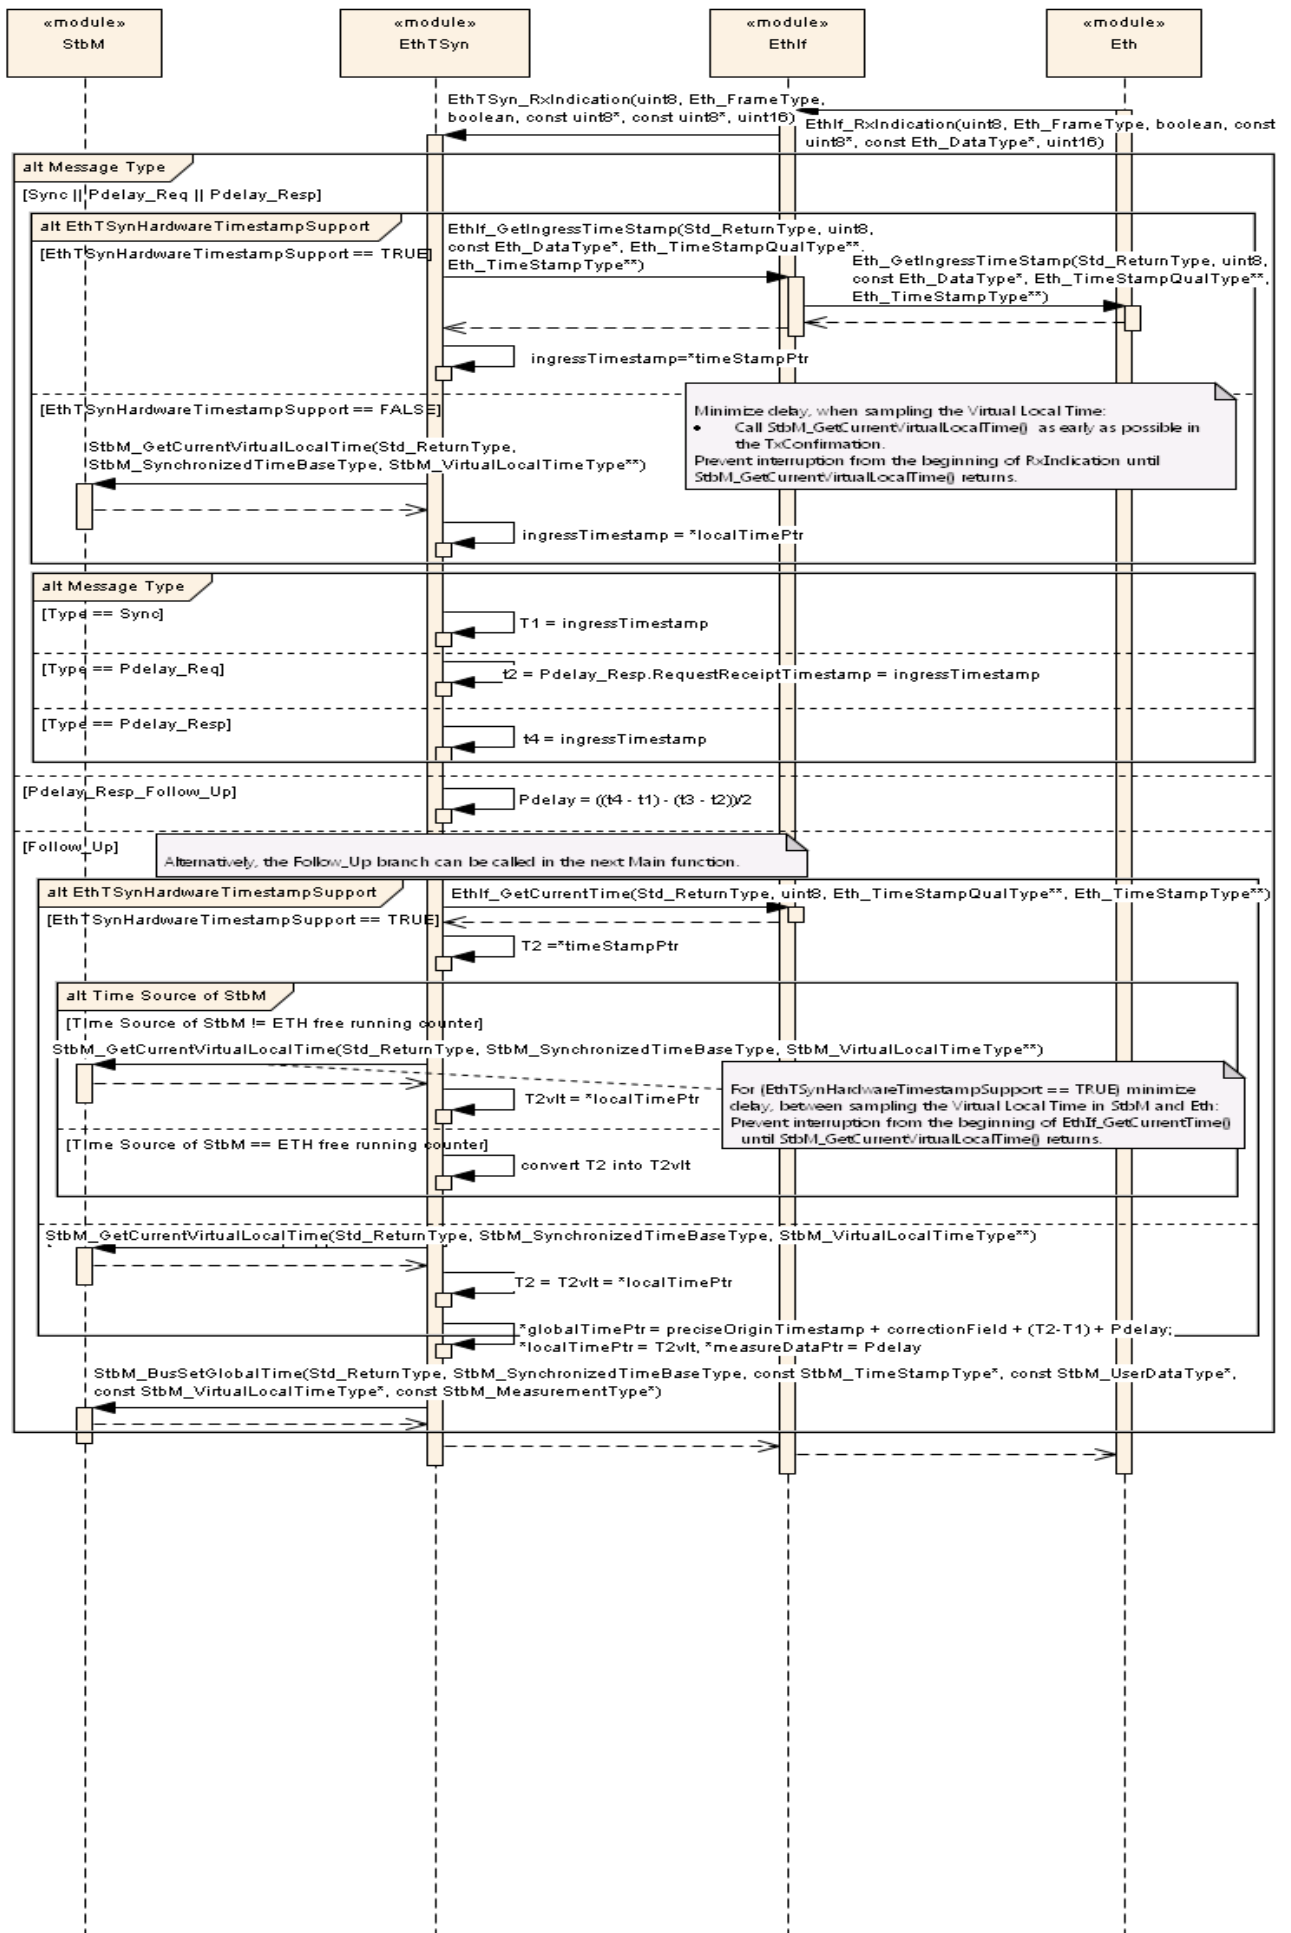 «module»
StbM
«module»
EthTSyn
«module»
EthIf
«module»
Eth
EthTSyn_RxIndication(uint8, Eth_FrameType,
boolean, const uint8*, const uint8*, uint16)
EthIf_RxIndication(uint8, Eth_FrameType, boolean, const
uint8*, const Eth_DataType*, uint16)
alt Message Type
[Sync || Pdelay_Req || Pdelay_Resp]
alt EthTSynHardwareTimestampSupport
[EthTSynHardwareTimestampSupport == TRUE]
EthIf_GetIngressTimeStamp(Std_ReturnType, uint8,
const Eth_DataType*, Eth_TimeStampQualType**,
Eth_TimeStampType**)
Eth_GetIngressTimeStamp(Std_ReturnType, uint8,
const Eth_DataType*, Eth_TimeStampQualType**,
Eth_TimeStampType**)
ingressTimestamp=*timeStampPtr
[EthTSynHardwareTimestampSupport == FALSE]
Minimize delay, when sampling the Virtual Local Time:
• Call StbM_GetCurrentVirtualLocalTime() as early as possible in
the TxConfirmation.
Prevent interruption from the beginning of RxIndication until
StbM_GetCurrentVirtualLocalTime() returns.
StbM_GetCurrentVirtualLocalTime(Std_ReturnType,
StbM_SynchronizedTimeBaseType, StbM_VirtualLocalTimeType**)
ingressTimestamp = *localTimePtr
alt Message Type
[Type == Sync]
T1 = ingressTimestamp
[Type == Pdelay_Req]
t2 = Pdelay_Resp.RequestReceiptTimestamp = ingressTimestamp
[Type == Pdelay_Resp]
t4 = ingressTimestamp
[Pdelay_Resp_Follow_Up]
Pdelay = ((t4 - t1) - (t3 - t2))/2
[Follow_Up]
Alternatively, the Follow_Up branch can be called in the next Main function.
alt EthTSynHardwareTimestampSupport
EthIf_GetCurrentTime(Std_ReturnType, uint8, Eth_TimeStampQualType**, Eth_TimeStampType**)
[EthTSynHardwareTimestampSupport == TRUE]
T2 =*timeStampPtr
alt Time Source of StbM
[TIme Source of StbM != ETH free running counter]
StbM_GetCurrentVirtualLocalTime(Std_ReturnType, StbM_SynchronizedTimeBaseType, StbM_VirtualLocalTimeType**)
For (EthTSynHardwareTimestampSupport == TRUE) minimize
delay, between sampling the Virtual Local Time in StbM and Eth:
Prevent interruption from the beginning of EthIf_GetCurrentTime()
until StbM_GetCurrentVirtualLocalTime() returns.
T2vlt = *localTimePtr
[TIme Source of StbM == ETH free running counter]
convert T2 into T2vlt
StbM_GetCurrentVirtualLocalTime(Std_ReturnType, StbM_SynchronizedTimeBaseType, StbM_VirtualLocalTimeType**)
T2 = T2vlt = *localTimePtr
*globalTimePtr = preciseOriginTimestamp + correctionField + (T2-T1) + Pdelay;
*localTimePtr = T2vlt, *measureDataPtr = Pdelay
StbM_BusSetGlobalTime(Std_ReturnType, StbM_SynchronizedTimeBaseType, const StbM_TimeStampType*, const StbM_UserDataType*,
const StbM_VirtualLocalTimeType*, const StbM_MeasurementType*)